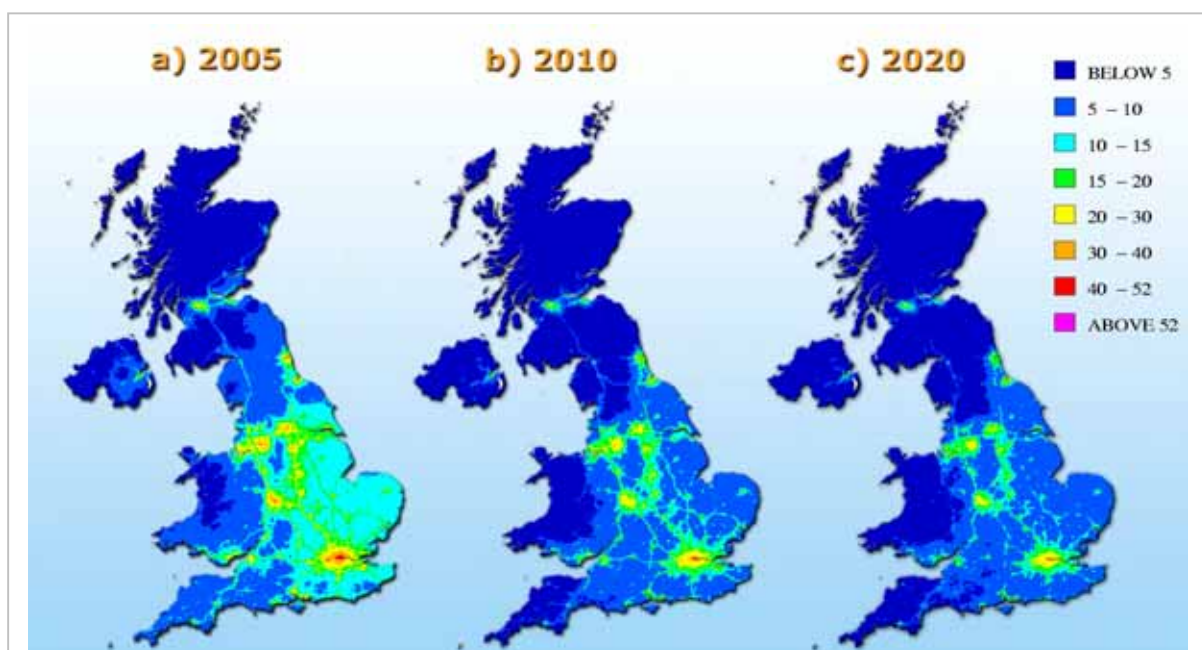 a) 2005
b) 2010
c) 2020
BELOW 5
5 – 10
10 – 15
15 – 20
20 – 30
30 – 40
40 – 52
ABOVE 52